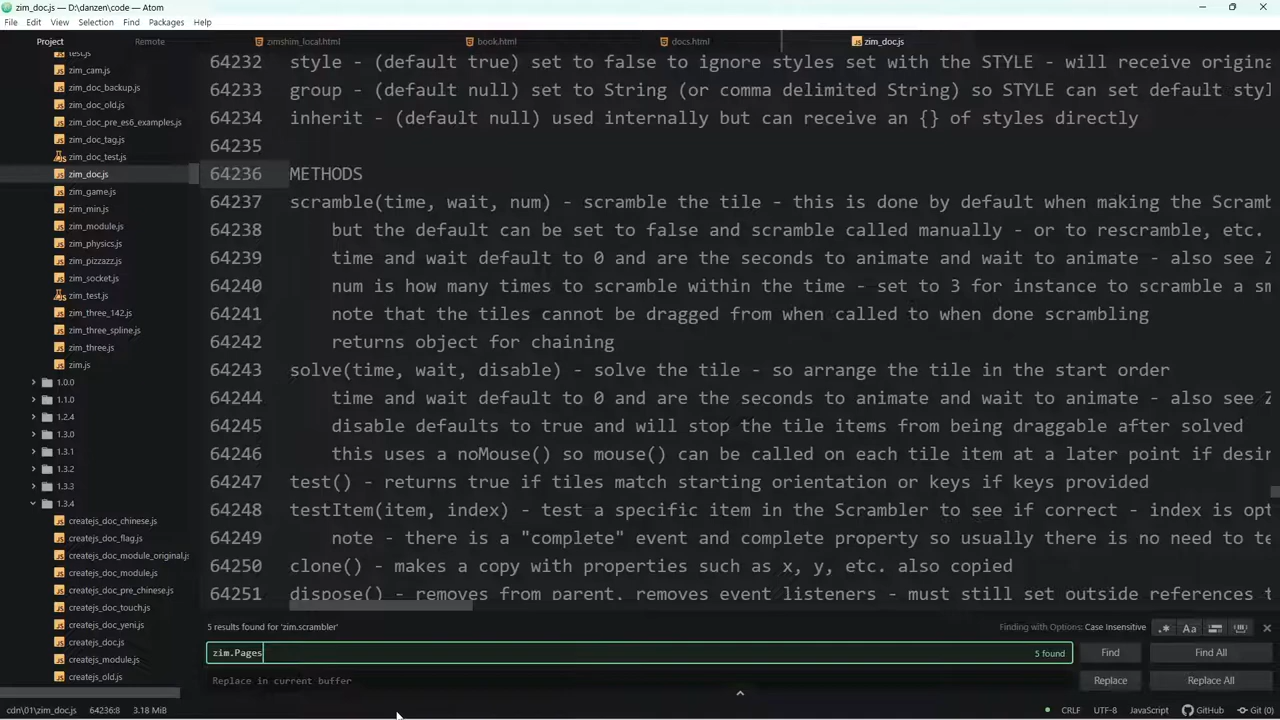 zim_doc.js — D:\danzen\code — Atom
File Edit View Selection Find Packages Help
Project Remote zimshim_local.html book.html docs.html zim_doc.js
test.js
zim_cam.js
zim_doc_backup.js
zim_doc_old.js
zim_doc_pre_es6_examples.js
zim_doc_tag.js
zim_doc_test.js
zim_doc.js
zim_game.js
zim_min.js
zim_module.js
zim_physics.js
zim_pizzazz.js
zim_socket.js
zim_test.js
zim_three_142.js
zim_three_spline.js
zim_three.js
zim.js
1.0.0
1.1.0
1.2.4
1.3.0
1.3.1
1.3.2
1.3.3
1.3.4
createjs_doc_chinese.js
createjs_doc_flag.js
createjs_doc_module_original.js
createjs_doc_module.js
createjs_doc_pre_chinese.js
createjs_doc_touch.js
createjs_doc_yeni.js
createjs_doc.js
createjs_module.js
createjs_old.js
64232 style - (default true) set to false to ignore styles set with the STYLE - will receive origina
64233 group - (default null) set to String (or comma delimited String) so STYLE can set default styl
64234 inherit - (default null) used internally but can receive an {} of styles directly
64235
64236 METHODS
64237 scramble(time, wait, num) - scramble the tile - this is done by default when making the Scramb
64238 but the default can be set to false and scramble called manually - or to rescramble, etc.
64239 time and wait default to 0 and are the seconds to animate and wait to animate - also see Z
64240 num is how many times to scramble within the time - set to 3 for instance to scramble a sm
64241 note that the tiles cannot be dragged from when called to when done scrambling
64242 returns object for chaining
64243 solve(time, wait, disable) - solve the tile - so arrange the tile in the start order
64244 time and wait default to 0 and are the seconds to animate and wait to animate - also see Z
64245 disable defaults to true and will stop the tile items from being draggable after solved
64246 this uses a noMouse() so mouse() can be called on each tile item at a later point if desir
64247 test() - returns true if tiles match starting orientation or keys if keys provided
64248 testItem(item, index) - test a specific item in the Scrambler to see if correct - index is opt
64249 note - there is a "complete" event and complete property so usually there is no need to te
64250 clone() - makes a copy with properties such as x, y, etc. also copied
64251 dispose() - removes from parent, removes event listeners - must still set outside references t
5 results found for 'zim.scrambler' Finding with Options: Case Insensitive .* Aa
zim.Pages 5 found Find Find All
Replace in current buffer Replace Replace All
cdn\01\zim_doc.js 64236:8 3.18 MiB CRLF UTF-8 JavaScript GitHub Git (0)